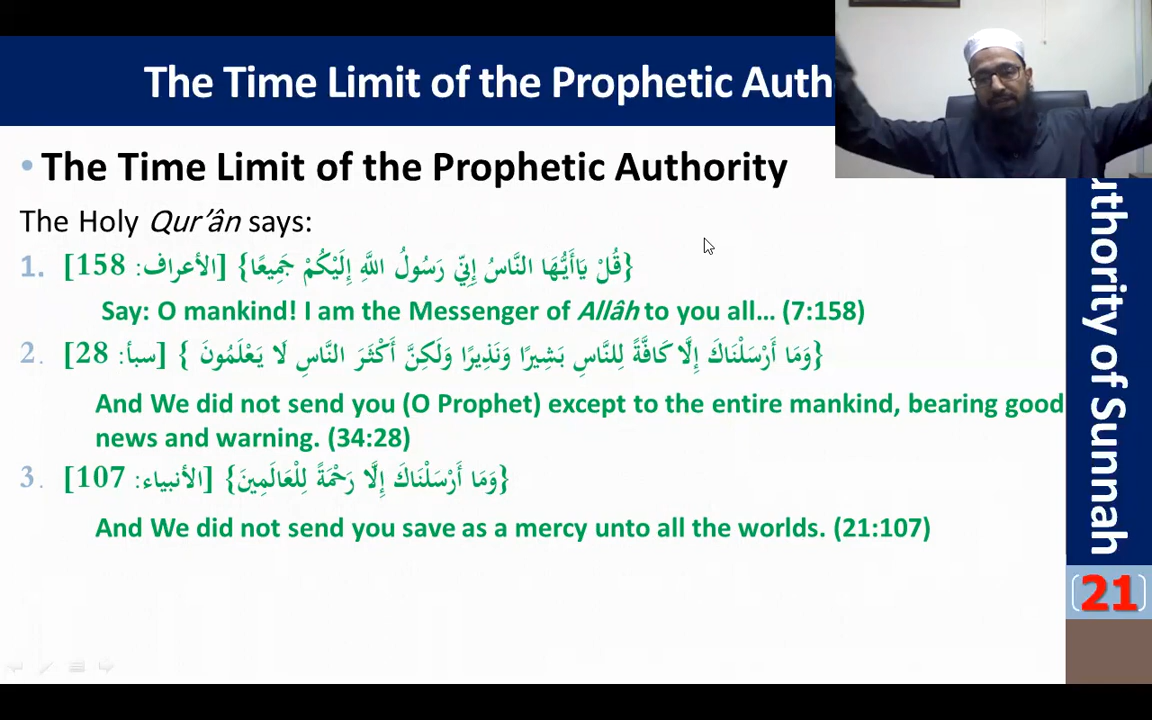 The Time Limit of the Prophetic Auth
• The Time Limit of the Prophetic Authority
The Holy Qur’ân says:
1. {قُلْ يَاأَيُّهَا النَّاسُ إِنِّي رَسُولُ اللَّهِ إِلَيْكُمْ جَمِيعًا} [الأعراف: 158]
Say: O mankind! I am the Messenger of Allâh to you all… (7:158)
2. {وَمَا أَرْسَلْنَاكَ إِلَّا كَافَّةً لِلنَّاسِ بَشِيرًا وَنَذِيرًا وَلَكِنَّ أَكْثَرَ النَّاسِ لَا يَعْلَمُونَ } [سبأ: 28]
And We did not send you (O Prophet) except to the entire mankind, bearing good
news and warning. (34:28)
3. {وَمَا أَرْسَلْنَاكَ إِلَّا رَحْمَةً لِلْعَالَمِينَ} [الأنبياء: 107]
And We did not send you save as a mercy unto all the worlds. (21:107)
uthority of Sunnah
21